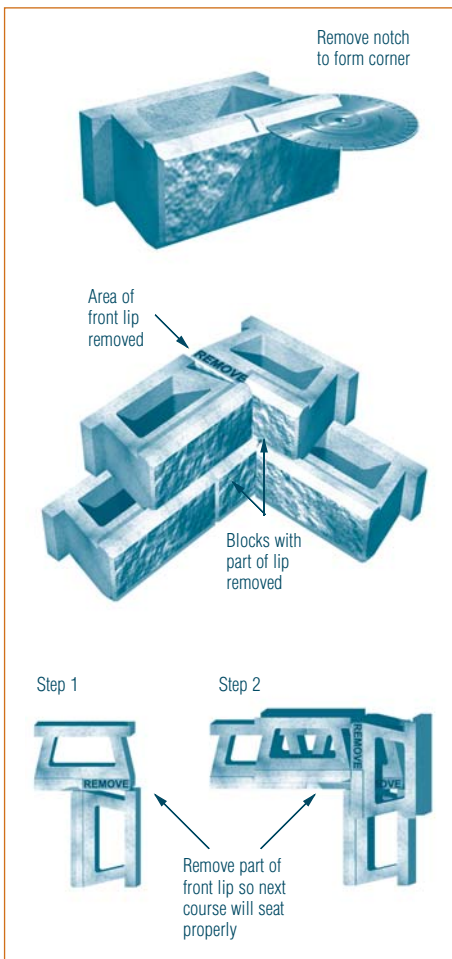 Remove notch
to form corner
Area of
front lip
removed
REMOVE
Blocks with
part of lip
removed
Step 1
Step 2
REMOVE
REMOVE
OVE
Remove part of
front lip so next
course will seat
properly